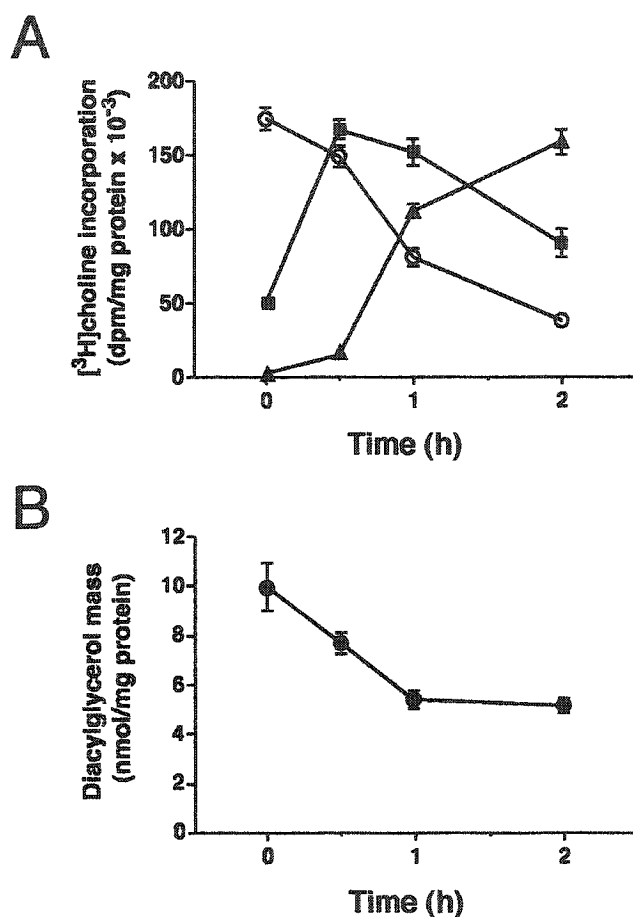 A
[³H]choline incorporation
(dpm/mg protein x 10⁻³)
200
150
100
50
0
0
1
2
Time (h)
B
Diacylglycerol mass
(nmol/mg protein)
12
10
8
6
4
2
0
0
1
2
Time (h)